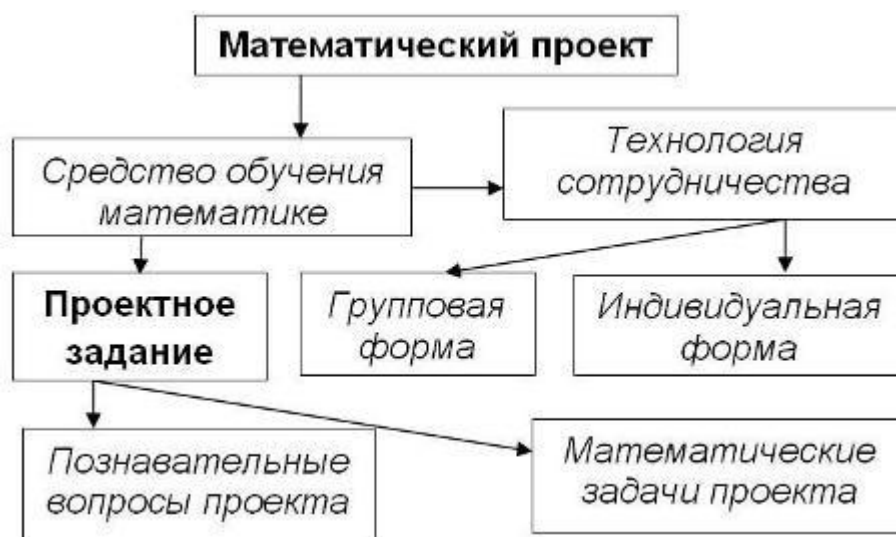 Математический проект
Средство обучения
математике
Технология
сотрудничества
Проектное
задание
Групповая
форма
Индивидуальная
форма
Познавательные
вопросы проекта
Математические
задачи проекта